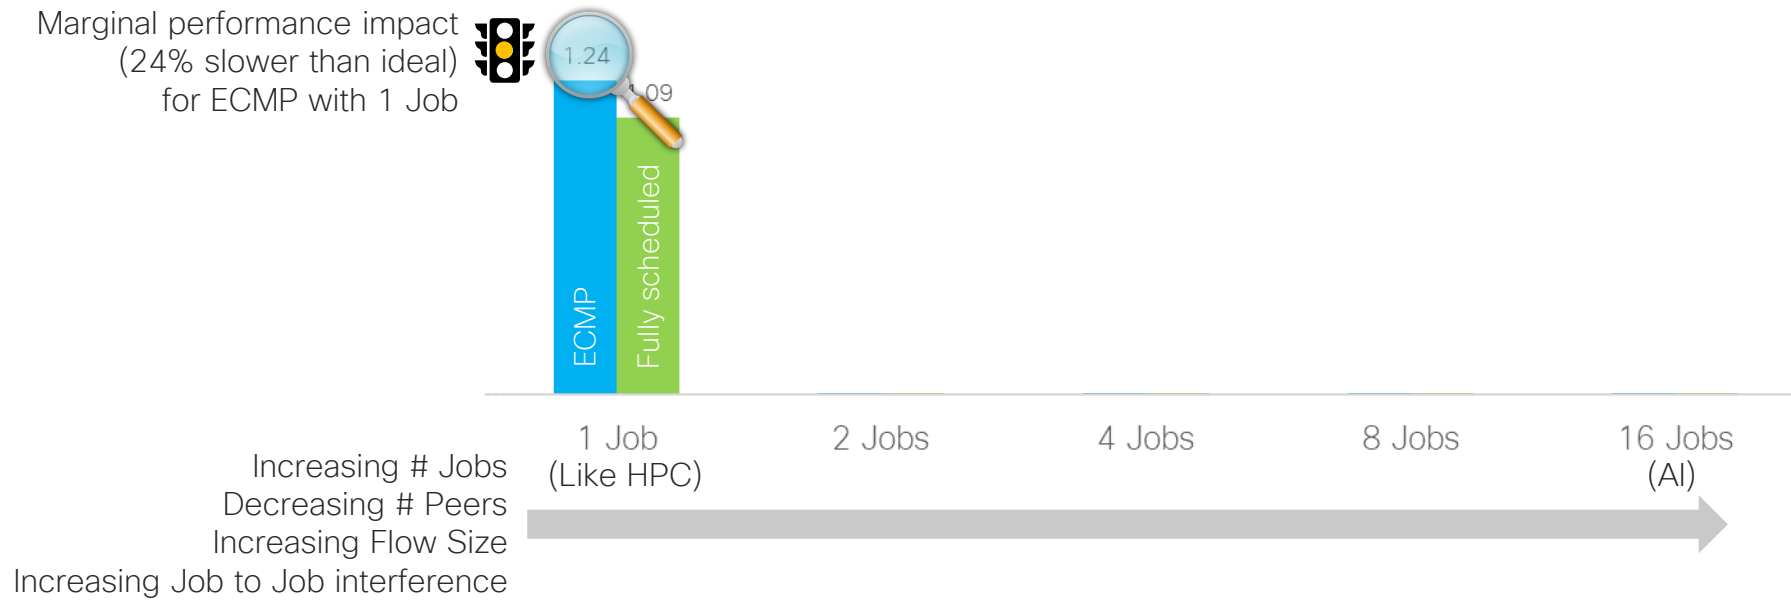 Marginal performance impact
(24% slower than ideal)
for ECMP with 1 Job
1.24
1.09
ECMP
Fully scheduled
1 Job
(Like HPC)
2 Jobs
4 Jobs
8 Jobs
16 Jobs
(AI)
Increasing # Jobs
Decreasing # Peers
Increasing Flow Size
Increasing Job to Job interference